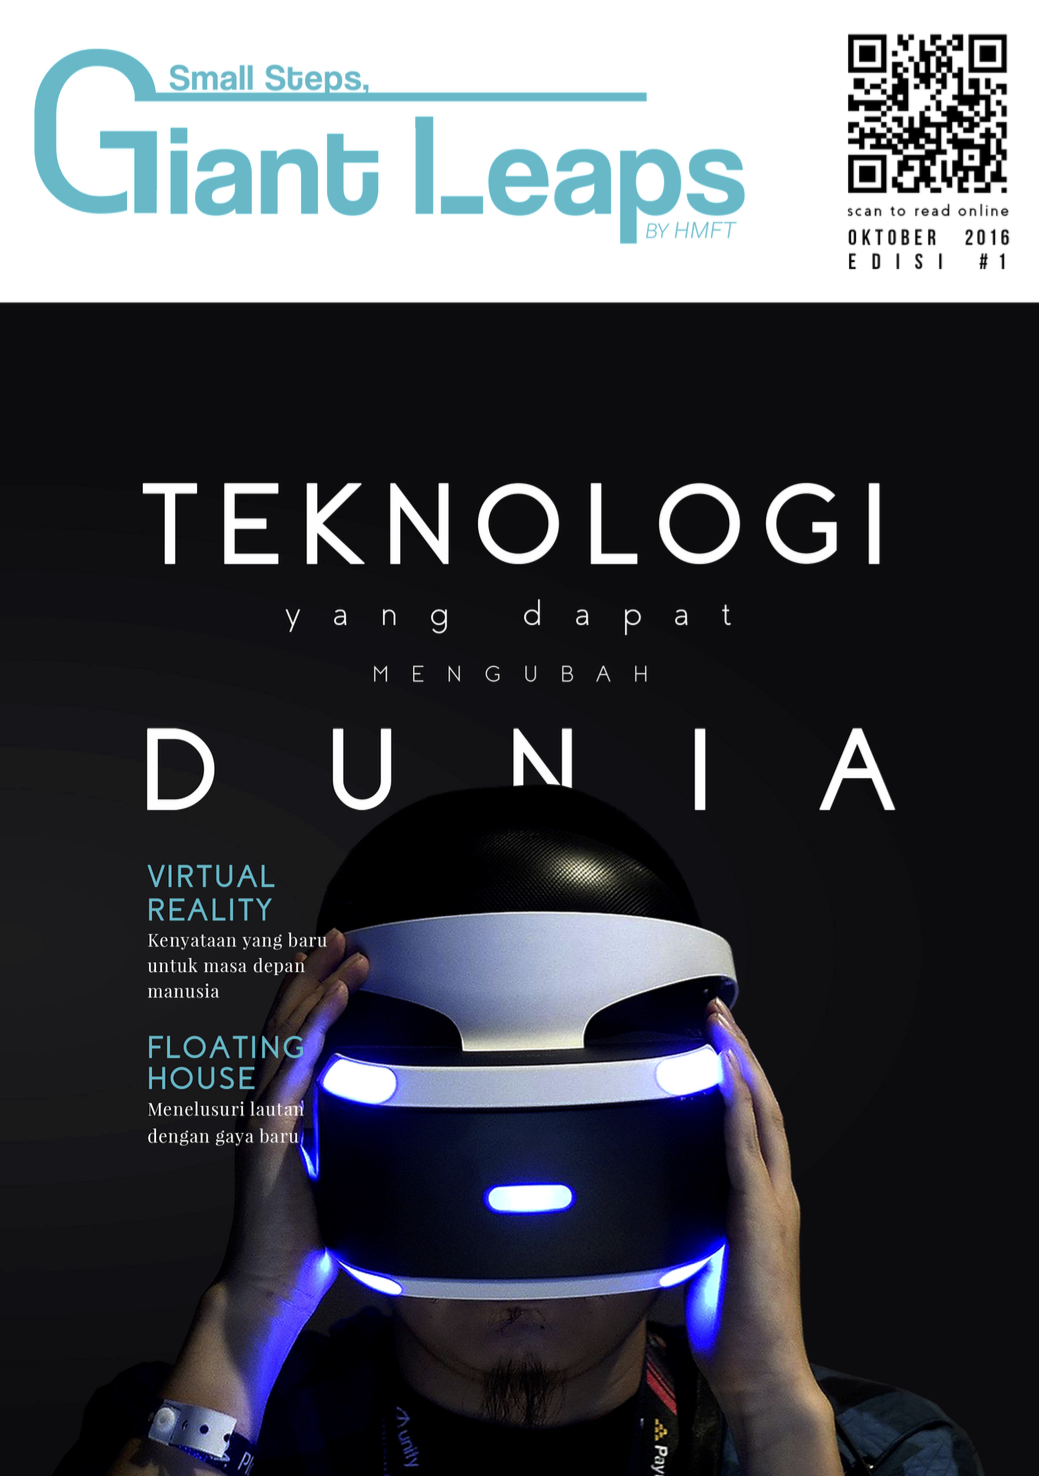 Small Steps,
Giant Leaps
BY HMFT
scan to read online
OKTOBER 2016
EDISI #1
TEKNOLOGI
yang dapat
MENGUBAH
DUNIA
VIRTUAL
REALITY
Kenyataan yang baru
untuk masa depan
manusia
FLOATING
HOUSE
Menelusuri lautan
dengan gaya baru
unity